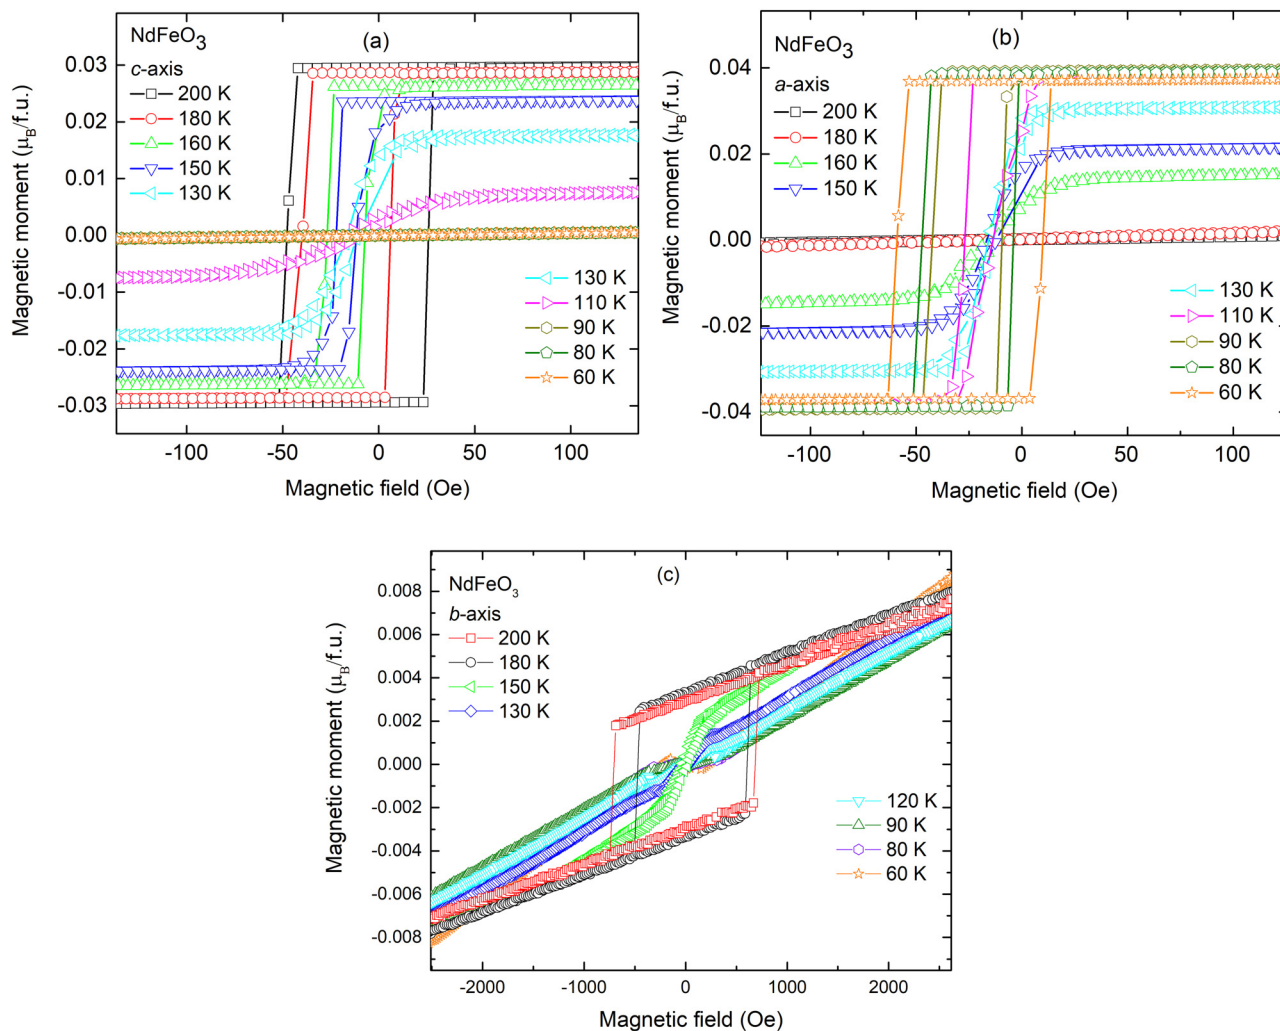 (a)
NdFeO₃
c-axis
200 K
180 K
160 K
150 K
130 K
130 K
110 K
90 K
80 K
60 K
0.03
0.02
0.01
0.00
-0.01
-0.02
-0.03
Magnetic moment (μ_B/f.u.)
-100 -50 0 50 100
Magnetic field (Oe)
(b)
NdFeO₃
a-axis
200 K
180 K
160 K
150 K
130 K
110 K
90 K
80 K
60 K
0.04
0.02
0.00
-0.02
-0.04
Magnetic moment (μ_B/f.u.)
-100 -50 0 50 100
Magnetic field (Oe)
(c)
NdFeO₃
b-axis
200 K
180 K
150 K
130 K
120 K
90 K
80 K
60 K
0.008
0.006
0.004
0.002
0.000
-0.002
-0.004
-0.006
-0.008
Magnetic moment (μ_B/f.u.)
-2000 -1000 0 1000 2000
Magnetic field (Oe)